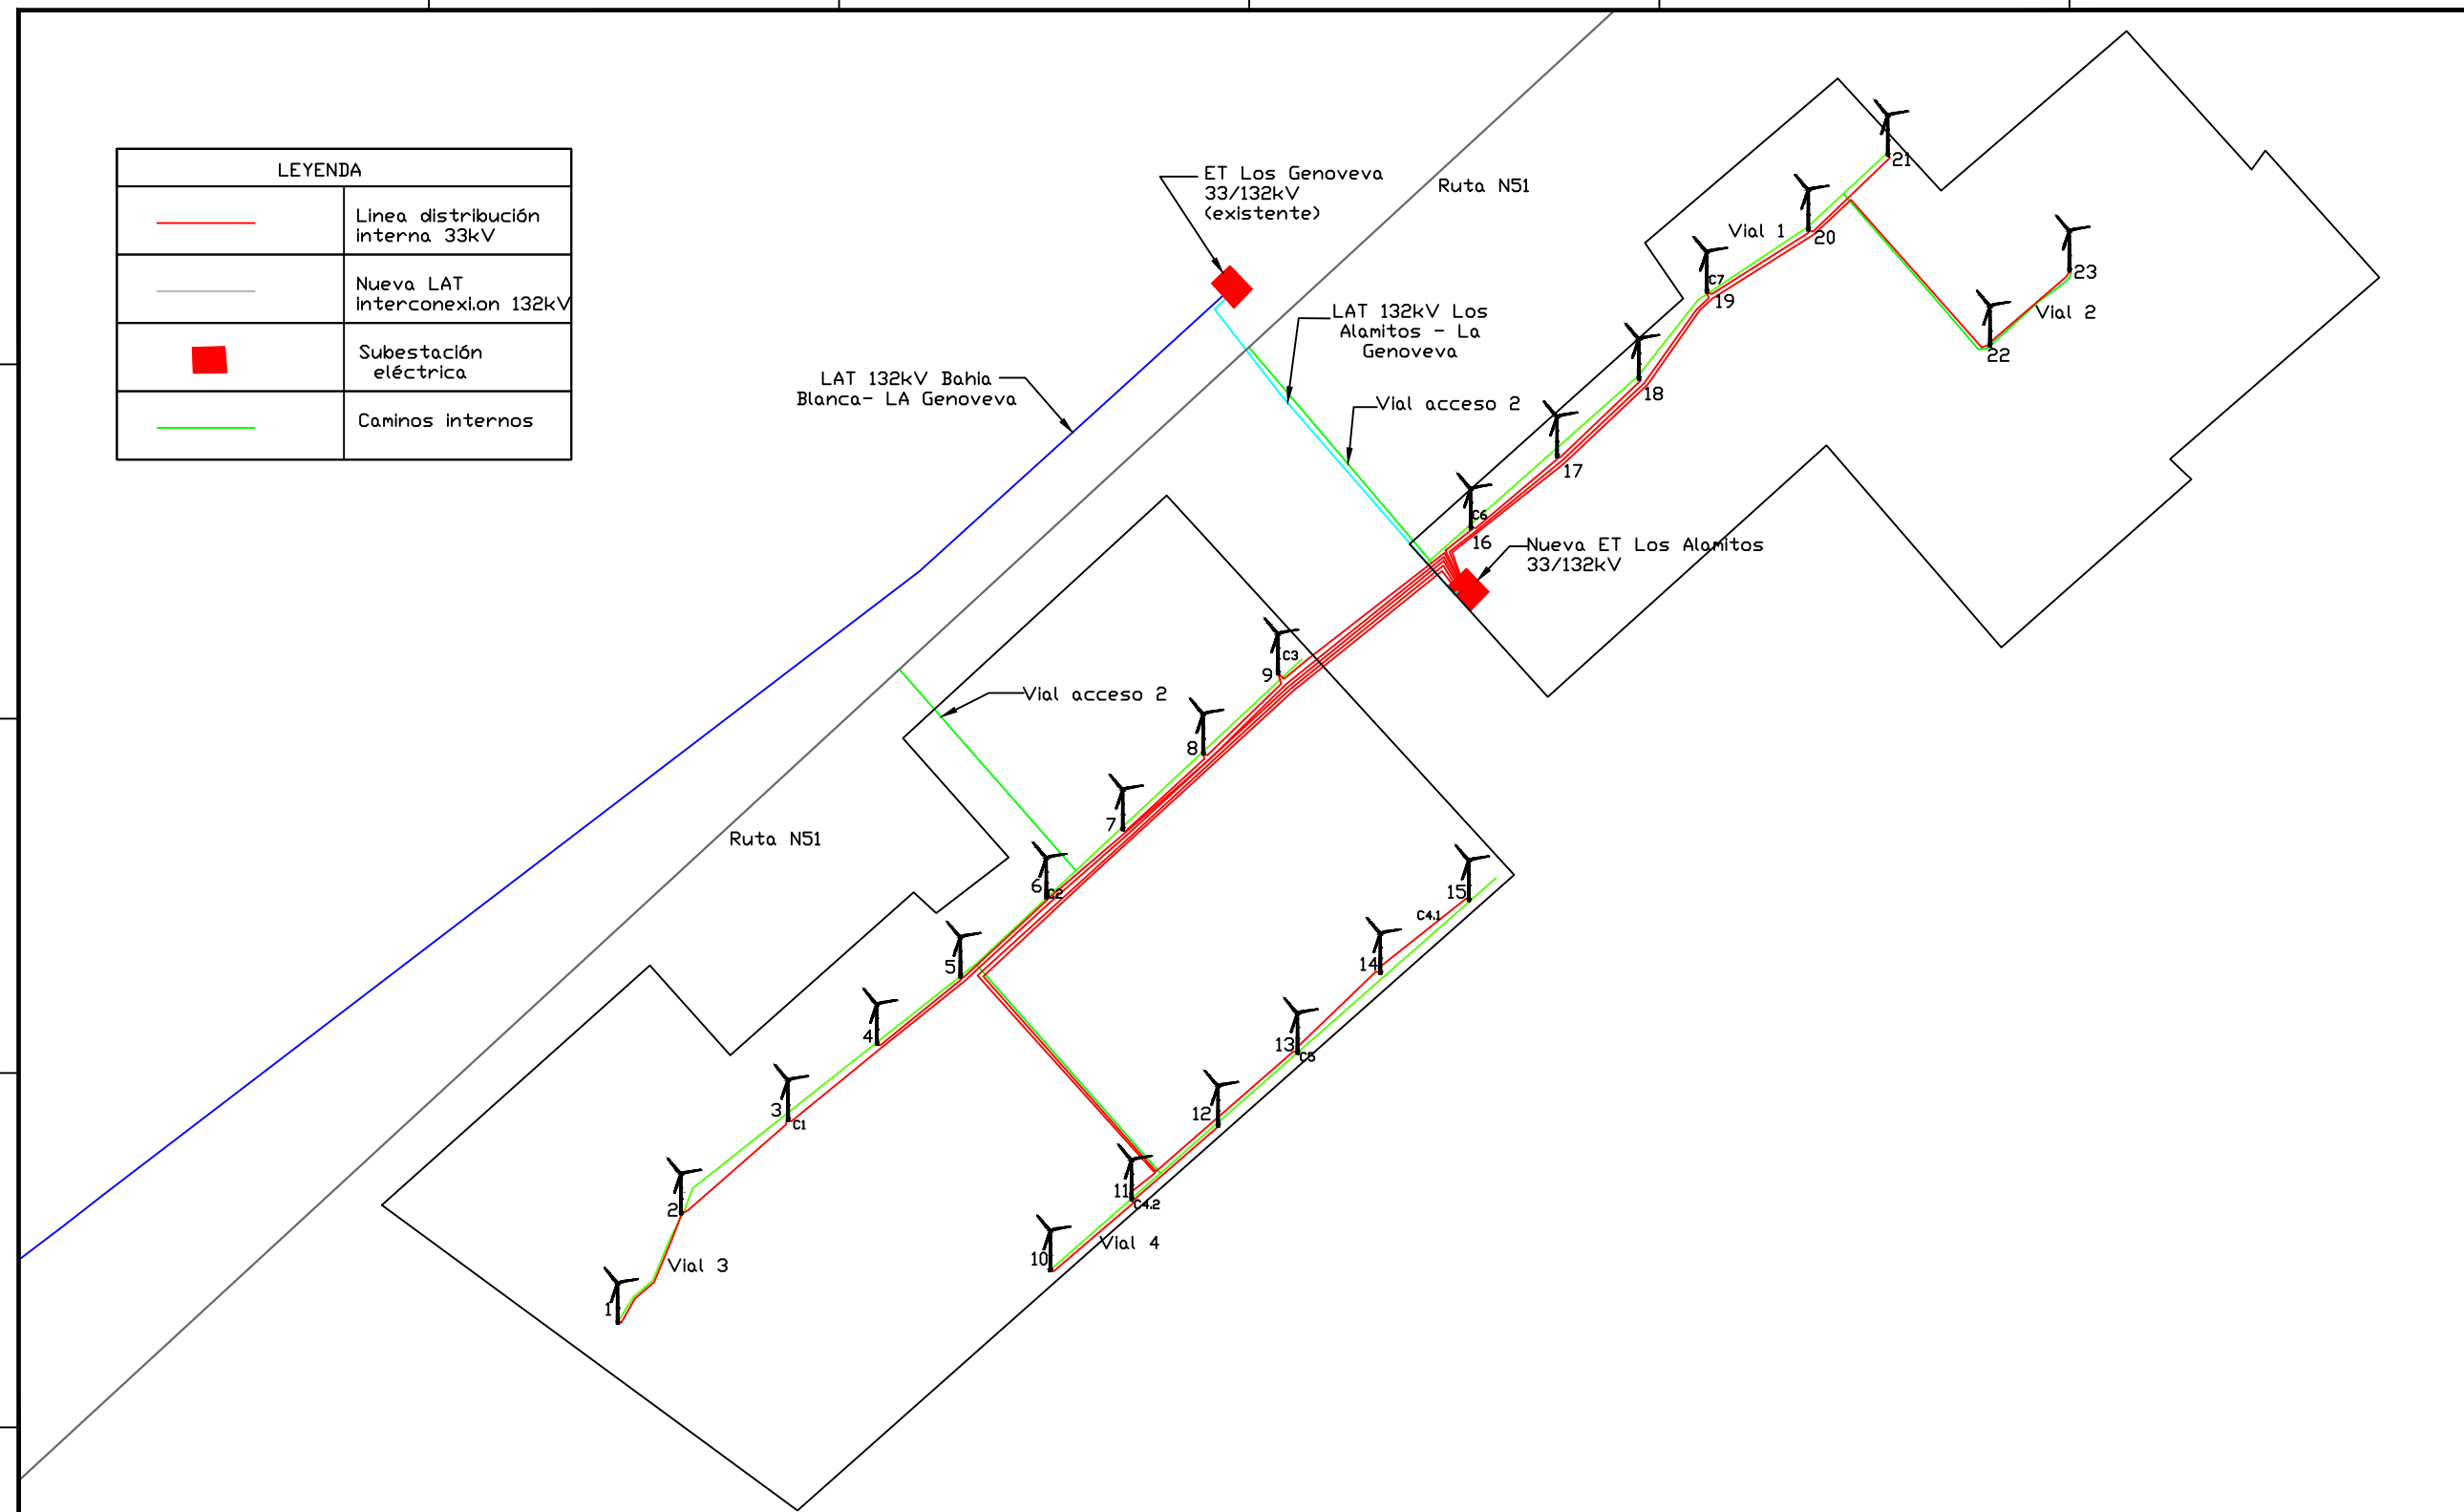 LEYENDA
Linea distribución
interna 33kV
Nueva LAT
interconexi.on 132kV
Subestación
eléctrica
Caminos internos
ET Los Genoveva
33/132kV
(existente)
Ruta N51
LAT 132kV Los
Alamitos - La
Genoveva
LAT 132kV Bahia
Blanca- LA Genoveva
Vial acceso 2
Nueva ET Los Alamitos
33/132kV
Vial 1
Vial 2
21
20
23
C7
19
22
18
17
C6
16
C3
9
Vial acceso 2
8
7
Ruta N51
6
C2
5
4
3
C1
2
Vial 3
1
15
C4.1
14
13
C5
12
11
C4.2
10
Vial 4